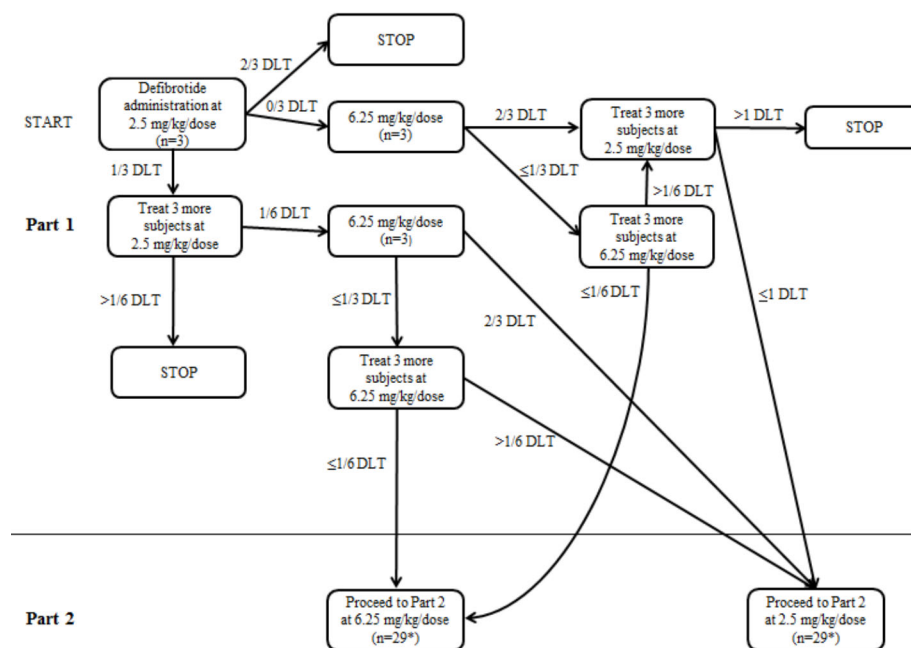 STOP
2/3 DLT
Defibrotide
administration at
2.5 mg/kg/dose
(n=3)
0/3 DLT
START
6.25 mg/kg/dose
(n=3)
2/3 DLT
Treat 3 more
subjects at
2.5 mg/kg/dose
>1 DLT
STOP
1/3 DLT
≤1/3 DLT
>1/6 DLT
Part 1
Treat 3 more
subjects at
2.5 mg/kg/dose
1/6 DLT
6.25 mg/kg/dose
(n=3)
Treat 3 more
subjects at
6.25 mg/kg/dose
>1/6 DLT
≤1/3 DLT
2/3 DLT
≤1/6 DLT
≤1 DLT
STOP
Treat 3 more
subjects at
6.25 mg/kg/dose
≤1/6 DLT
>1/6 DLT
Part 2
Proceed to Part 2
at 6.25 mg/kg/dose
(n=29*)
Proceed to Part 2
at 2.5 mg/kg/dose
(n=29*)